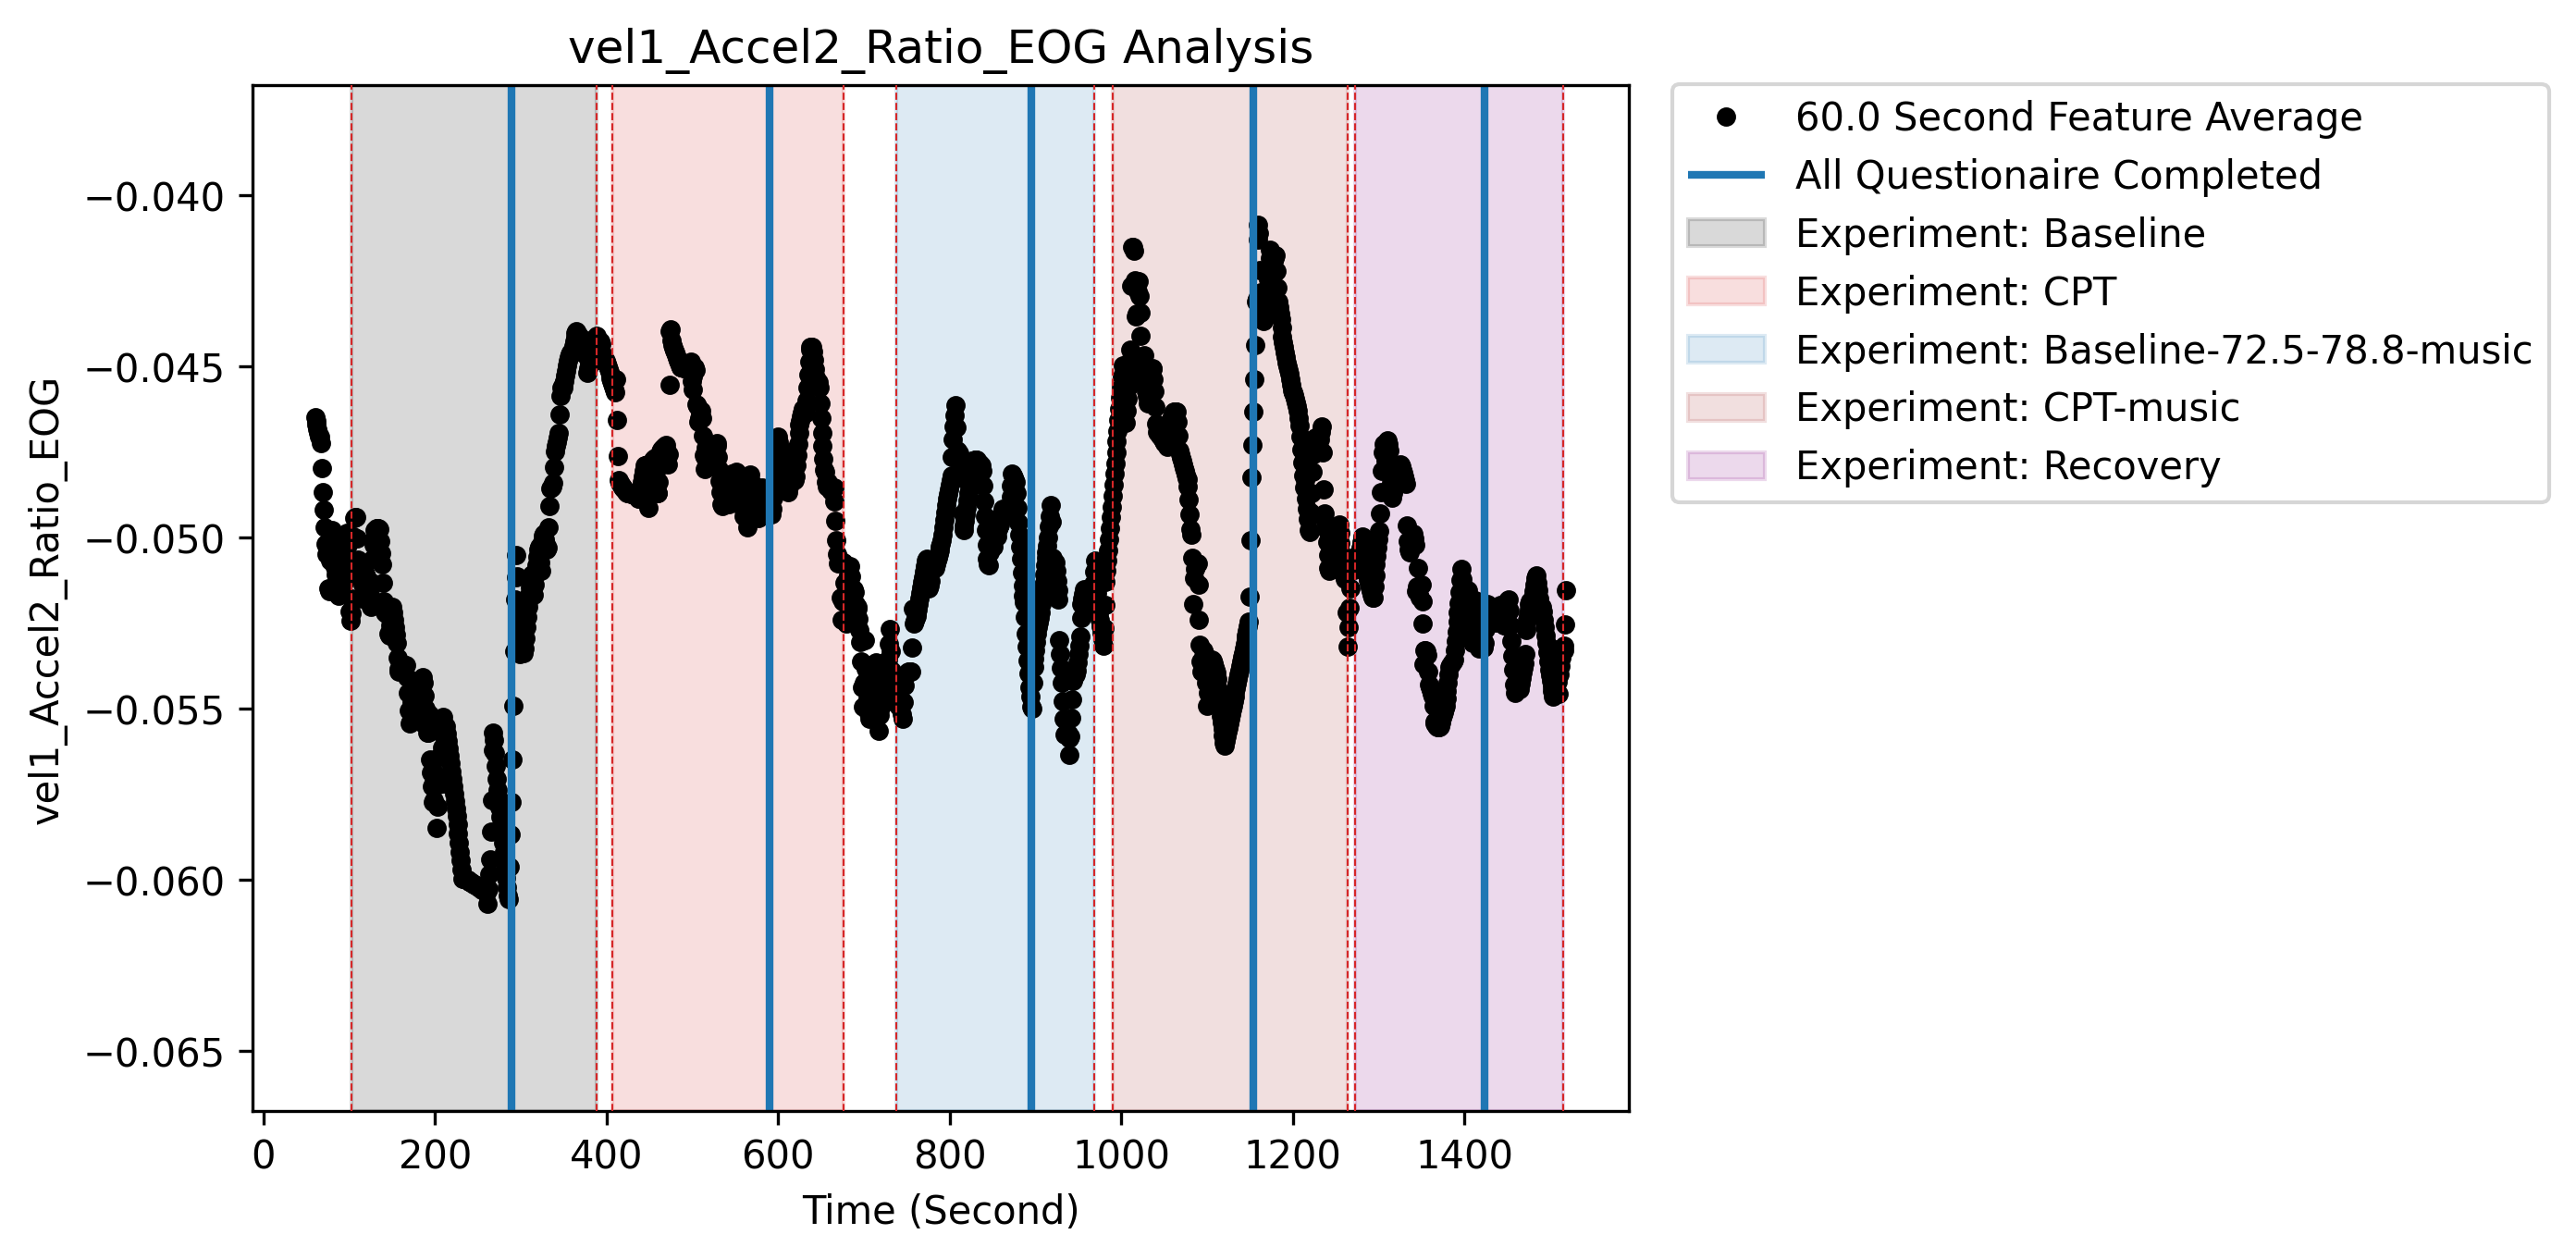 vel1_Accel2_Ratio_EOG Analysis
60.0 Second Feature Average
All Questionaire Completed
Experiment: Baseline
Experiment: CPT
Experiment: Baseline-72.5-78.8-music
Experiment: CPT-music
Experiment: Recovery
vel1_Accel2_Ratio_EOG
−0.040
−0.045
−0.050
−0.055
−0.060
−0.065
0 200 400 600 800 1000 1200 1400
Time (Second)